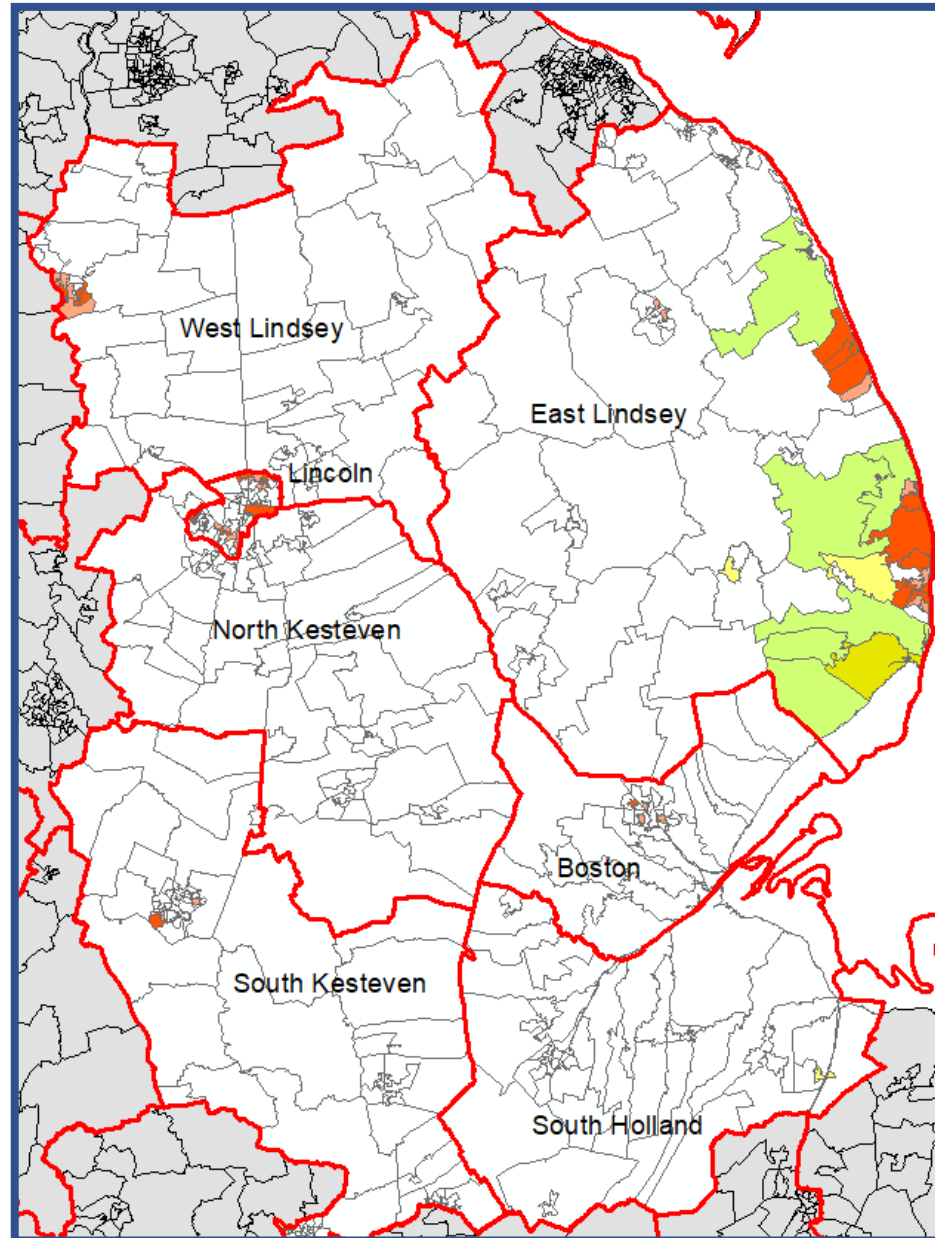 West Lindsey
East Lindsey
Lincoln
North Kesteven
Boston
South Kesteven
South Holland